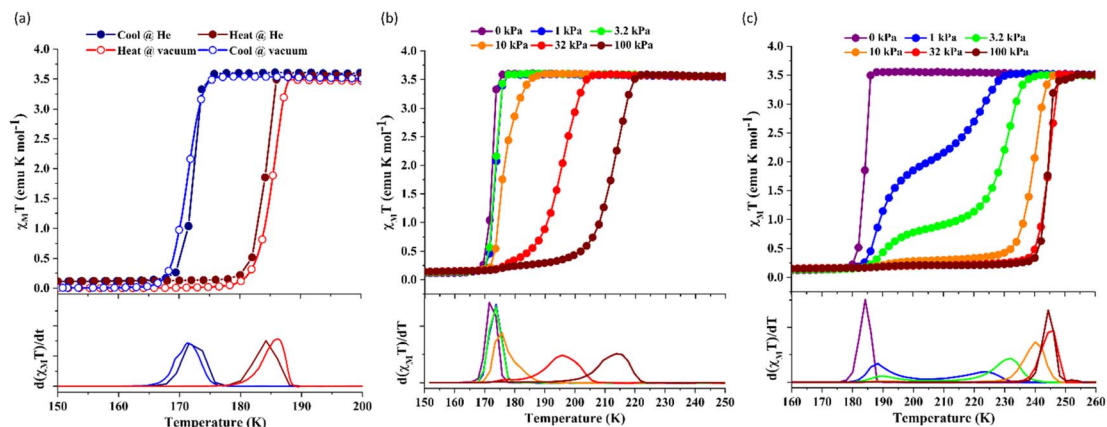 (a)
Cool @ He Heat @ He
Heat @ vacuum Cool @ vacuum
χMT (emu K mol⁻¹)
4.0
3.5
3.0
2.5
2.0
1.5
1.0
0.5
0.0
d(χMT)/dt
150 160 170 180 190 200
Temperature (K)
(b)
0 kPa 1 kPa 3.2 kPa
10 kPa 32 kPa 100 kPa
χMT (emu K mol⁻¹)
4.0
3.5
3.0
2.5
2.0
1.5
1.0
0.5
0.0
d(χMT)/dT
150 160 170 180 190 200 210 220 230 240 250
Temperature (K)
(c)
0 kPa 1 kPa 3.2 kPa
10 kPa 32 kPa 100 kPa
χMT (emu K mol⁻¹)
4.0
3.5
3.0
2.5
2.0
1.5
1.0
0.5
0.0
d(χMT)/dT
160 170 180 190 200 210 220 230 240 250 260
Temperature (K)